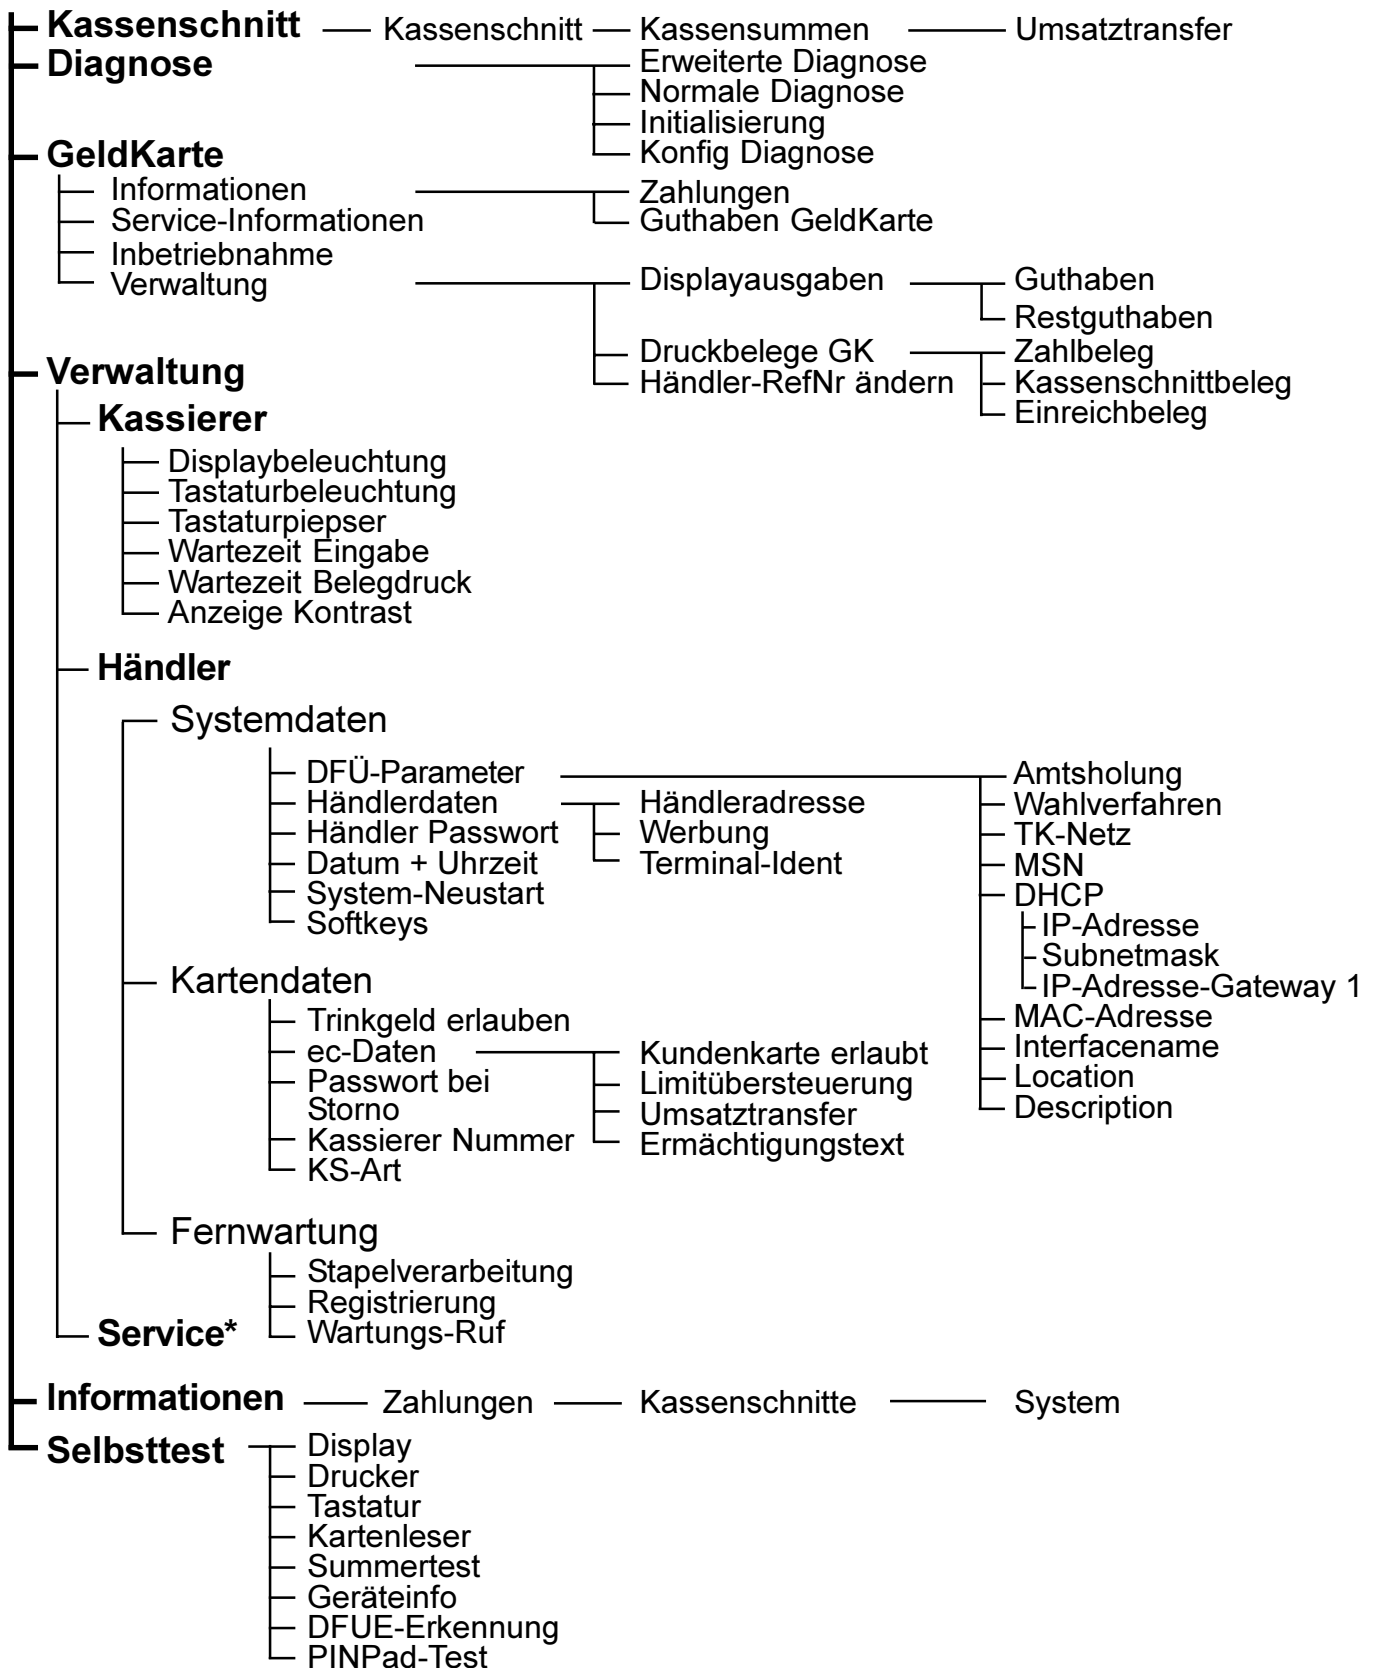 Kassenschnitt Kassenschnitt Kassensummen Umsatztransfer
Diagnose Erweiterte Diagnose
Normale Diagnose
Initialisierung
Konfig Diagnose
GeldKarte
Informationen Zahlungen
Service-Informationen Guthaben GeldKarte
Inbetriebnahme
Verwaltung Displayausgaben Guthaben
Restguthaben
Druckbelege GK Zahlbeleg
Händler-RefNr ändern Kassenschnittbeleg
Einreichbeleg
Verwaltung
Kassierer
Displaybeleuchtung
Tastaturbeleuchtung
Tastaturpiepser
Wartezeit Eingabe
Wartezeit Belegdruck
Anzeige Kontrast
Händler
Systemdaten
DFÜ-Parameter Amtsholung
Händlerdaten Händleradresse Wahlverfahren
Händler Passwort Werbung TK-Netz
Datum + Uhrzeit Terminal-Ident MSN
System-Neustart DHCP
Softkeys IP-Adresse
Subnetmask
IP-Adresse-Gateway 1
Kartendaten
Trinkgeld erlauben MAC-Adresse
ec-Daten Kundenkarte erlaubt Interfacename
Passwort bei Limitübersteuerung Location
Storno Umsatztransfer Description
Kassierer Nummer Ermächtigungstext
KS-Art
Fernwartung
Stapelverarbeitung
Registrierung
Wartungs-Ruf
Service*
Informationen Zahlungen Kassenschnitte System
Selbsttest Display
Drucker
Tastatur
Kartenleser
Summertest
Geräteinfo
DFUE-Erkennung
PINPad-Test